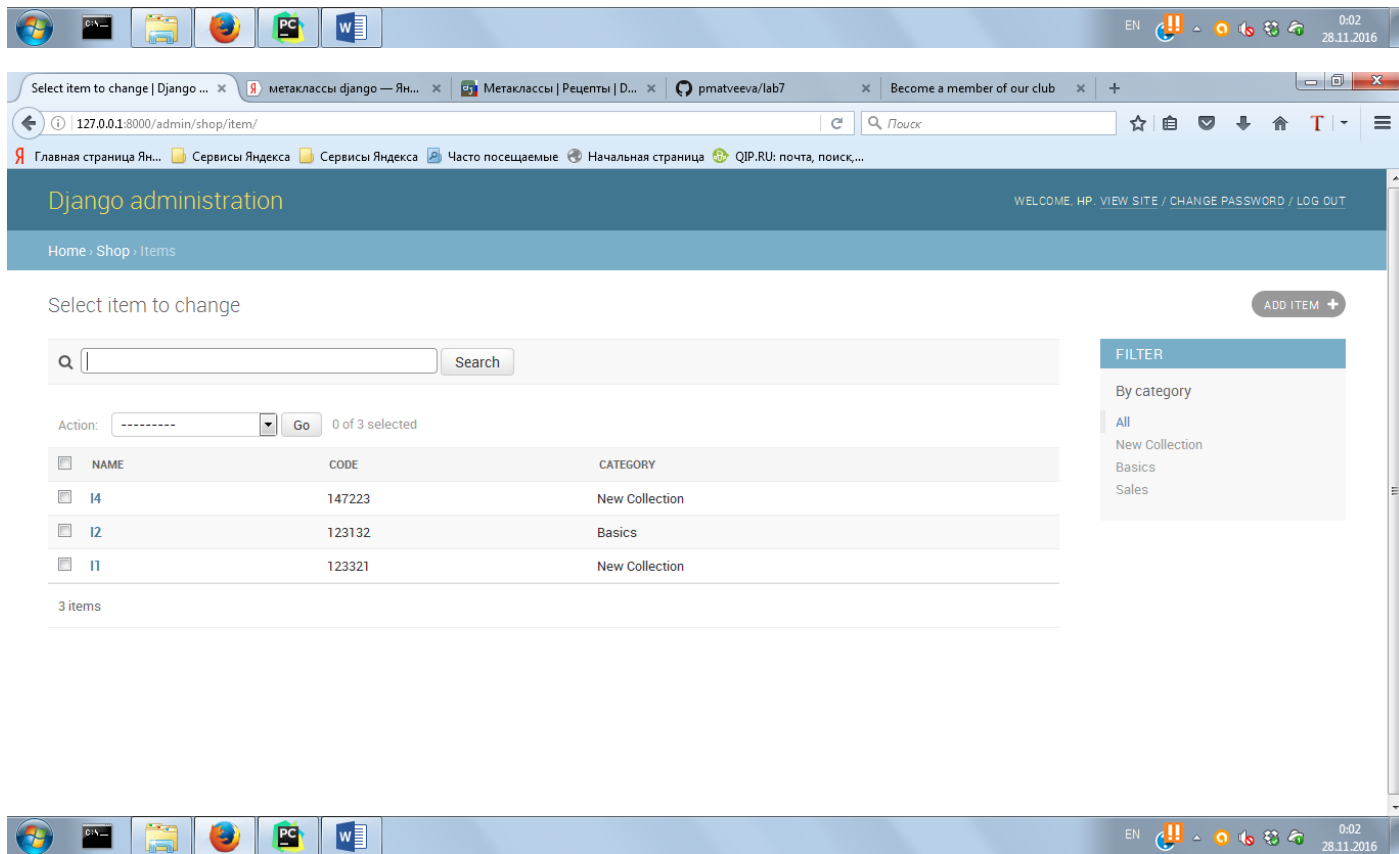 C:\_
PC
W
EN
0:02
28.11.2016
Select item to change | Django ...
метаклассы django — Ян...
Метаклассы | Рецепты | D...
pmatveeva/lab7
Become a member of our club
127.0.0.1:8000/admin/shop/item/
Поиск
Главная страница Ян...
Сервисы Яндекса
Сервисы Яндекса
Часто посещаемые
Начальная страница
QIP.RU: почта, поиск,...
Django administration
WELCOME, HP. VIEW SITE / CHANGE PASSWORD / LOG OUT
Home › Shop › Items
Select item to change
ADD ITEM +
Search
FILTER
By category
All
New Collection
Basics
Sales
Action: --------- Go 0 of 3 selected
NAME CODE CATEGORY
I4 147223 New Collection
I2 123132 Basics
I1 123321 New Collection
3 items
C:\_
PC
W
EN
0:02
28.11.2016